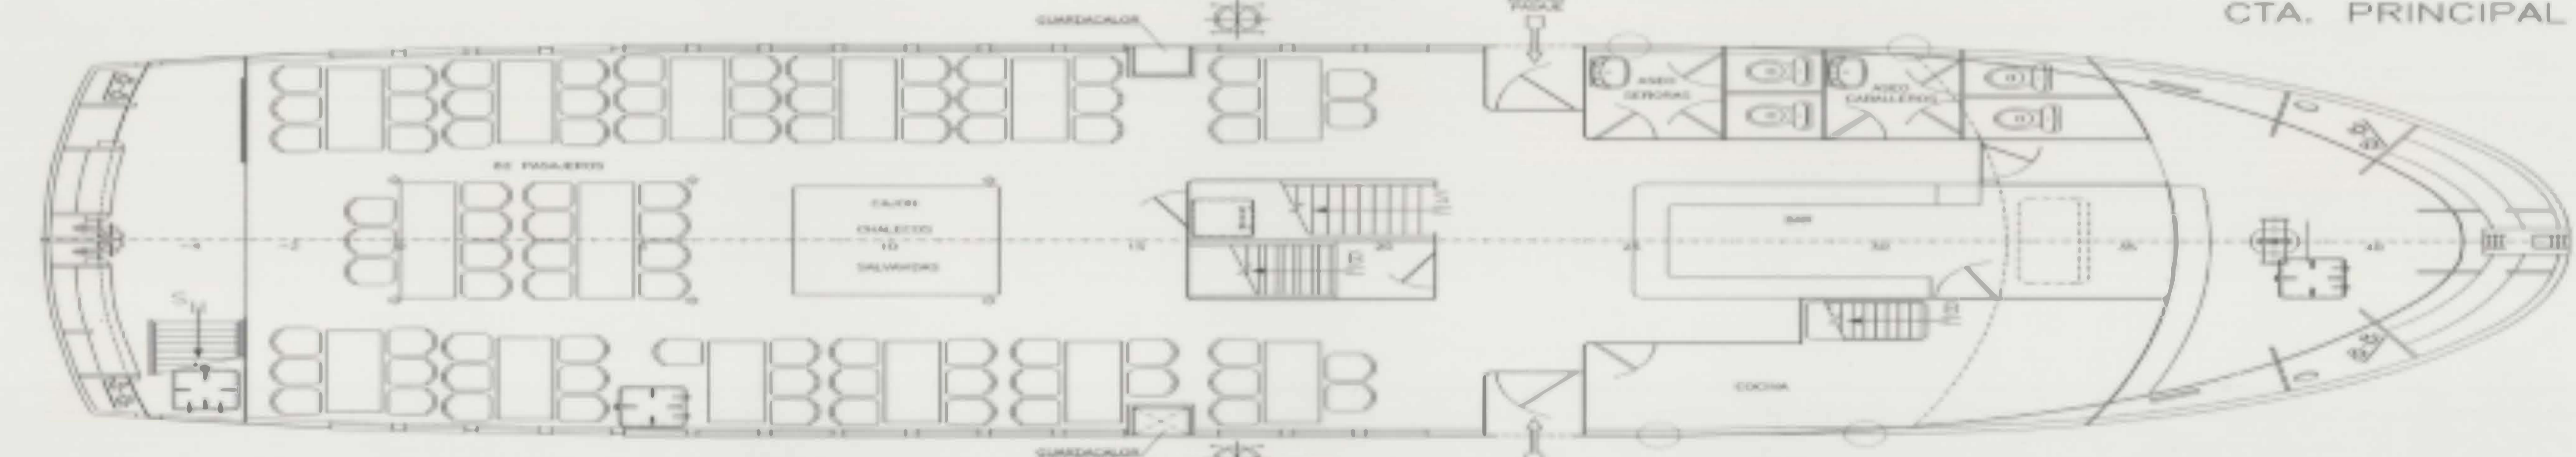 CTA. PRINCIPAL
PASAJE
GUARDACALOR
ASEO
SEÑORAS
ASEO
CABALLEROS
82 PASAJEROS
CAJON
CHALECOS
SALVAVIDAS
BAR
10
15
20
25
30
35
40
COCINA
GUARDACALOR